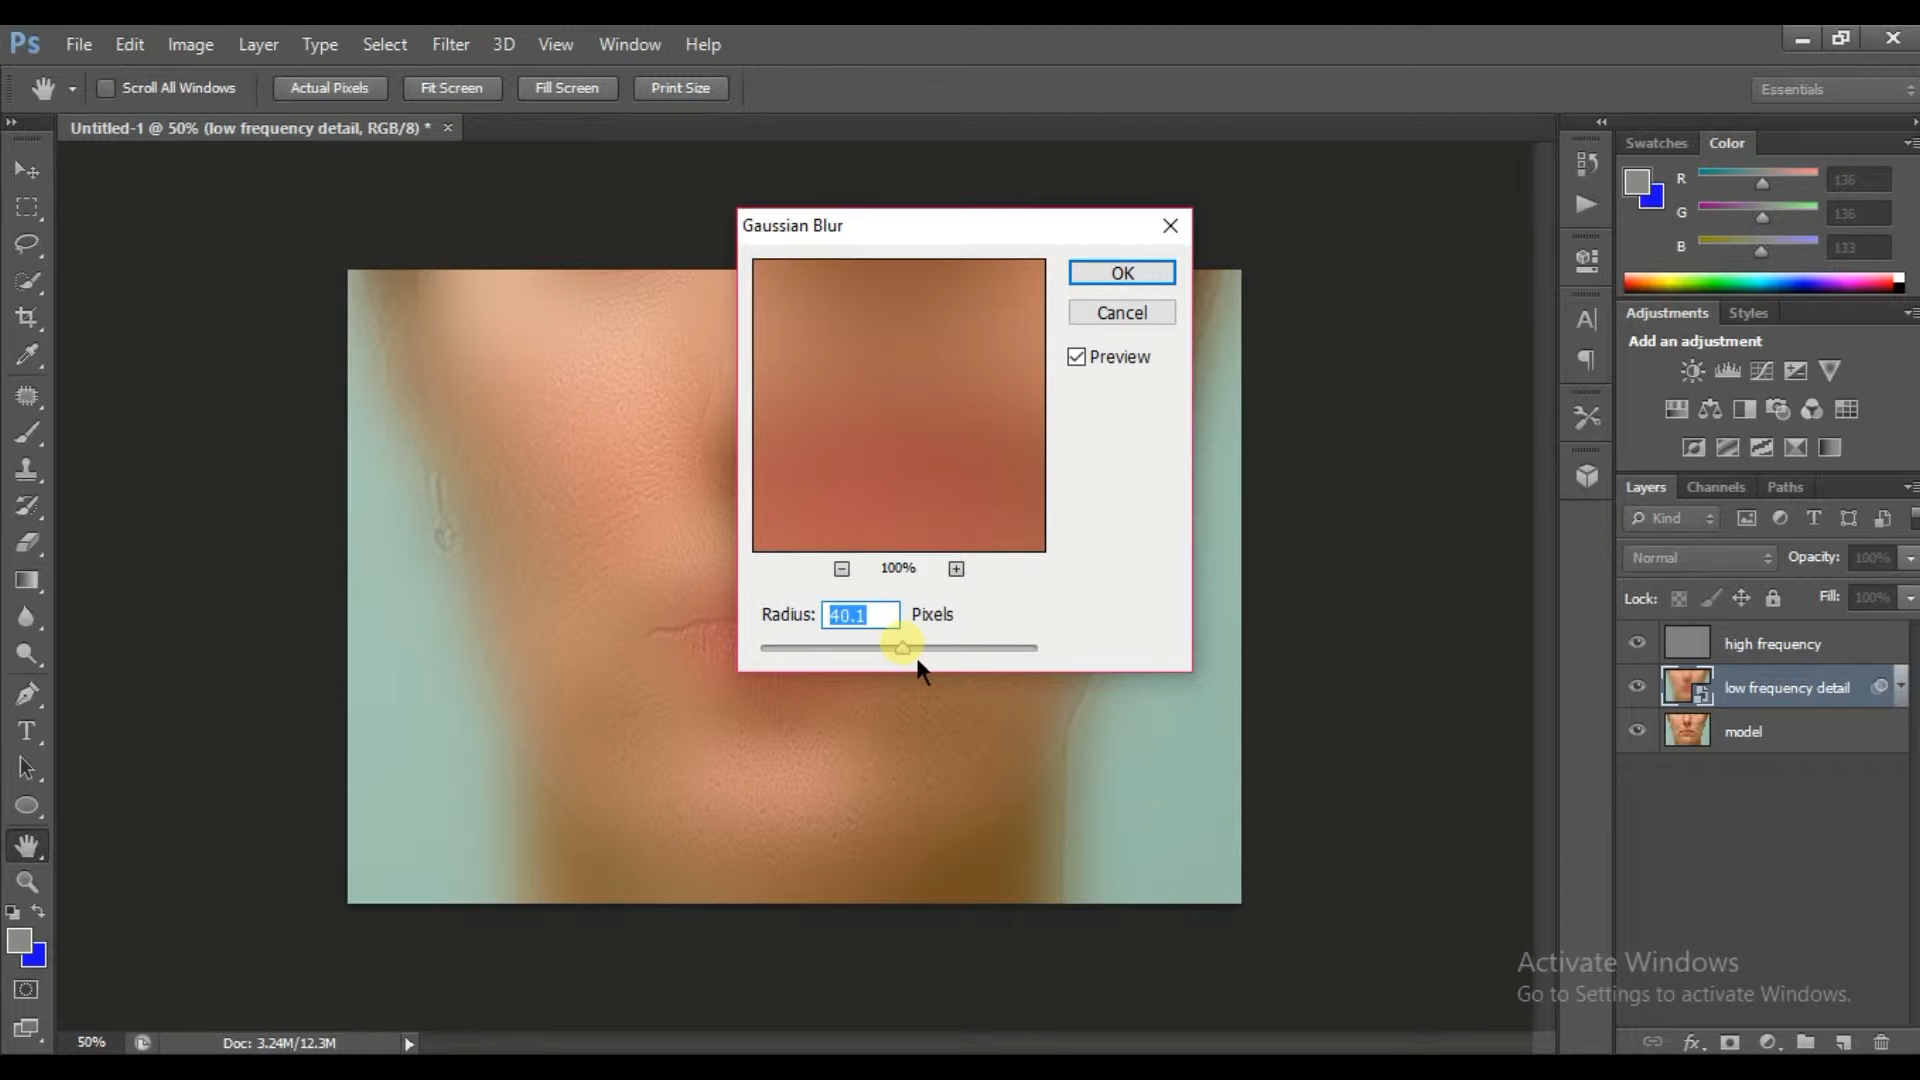 Ps File Edit Image Layer Type Select Filter 3D View Window Help
Scroll All Windows Actual Pixels Fit Screen Fill Screen Print Size Essentials
Untitled-1 @ 50% (low frequency detail, RGB/8) * ×
Swatches Color
R 136
G 136
B 133
Gaussian Blur
OK
Cancel
Preview
100%
Radius: 40.1 Pixels
Adjustments Styles
Add an adjustment
Layers Channels Paths
Kind
Normal Opacity: 100%
Lock: Fill: 100%
high frequency
low frequency detail
model
Activate Windows
Go to Settings to activate Windows.
50% Doc: 3.24M/12.3M
fx